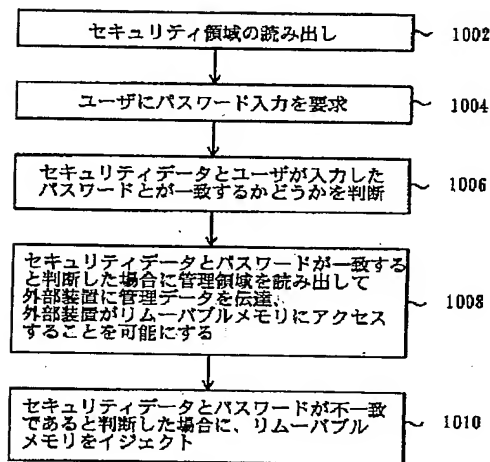 セキュリティ領域の読み出し
1002
ユーザにパスワード入力を要求
1004
セキュリティデータとユーザが入力した
パスワードとが一致するかどうかを判断
1006
セキュリティデータとパスワードが一致する
と判断した場合に管理領域を読み出して
外部装置に管理データを伝達、
外部装置がリムーバブルメモリにアクセス
することを可能にする
1008
セキュリティデータとパスワードが不一致
であると判断した場合に、リムーバブル
メモリをイジェクト
1010